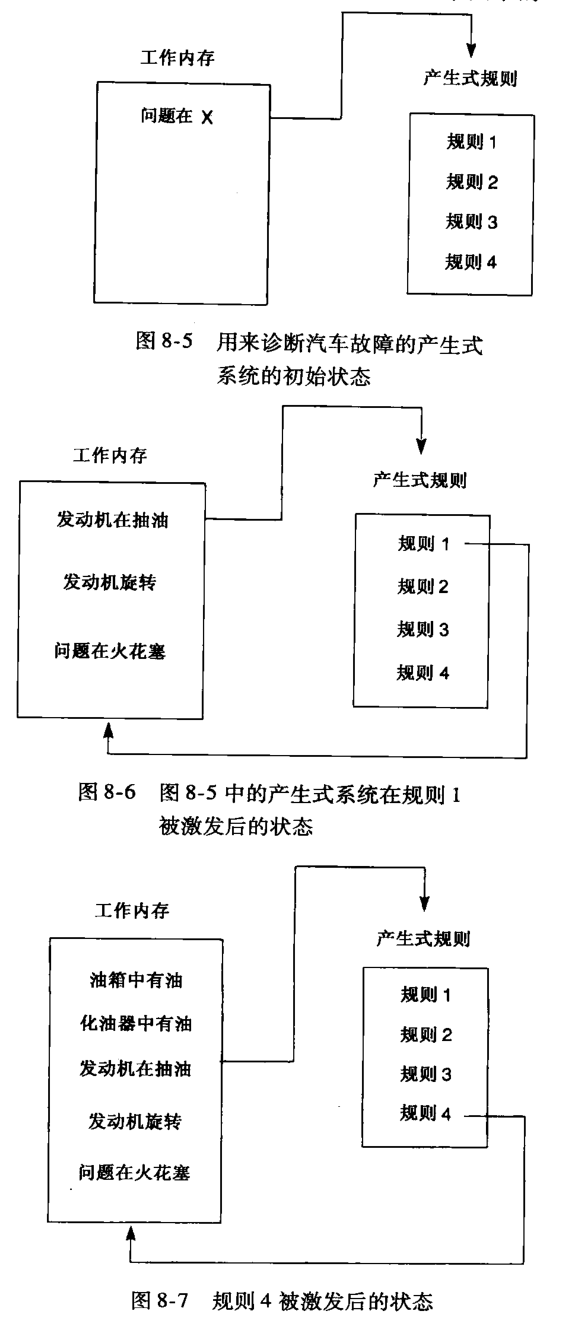 工作内存
产生式规则
问题在 X
规则 1
规则 2
规则 3
规则 4
图 8-5 用来诊断汽车故障的产生式
系统的初始状态
工作内存
产生式规则
发动机在抽油
发动机旋转
问题在火花塞
规则 1
规则 2
规则 3
规则 4
图 8-6 图 8-5 中的产生式系统在规则 1
被激发后的状态
工作内存
产生式规则
油箱中有油
化油器中有油
发动机在抽油
发动机旋转
问题在火花塞
规则 1
规则 2
规则 3
规则 4
图 8-7 规则 4 被激发后的状态